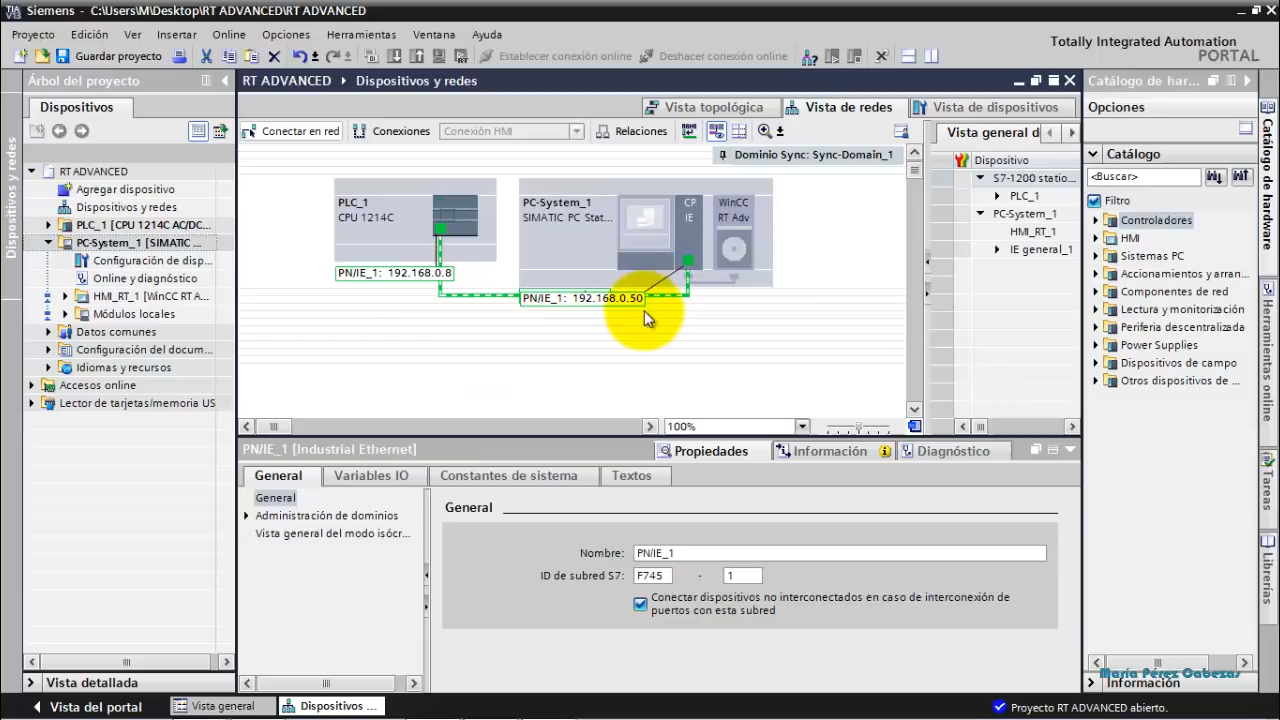 Siemens - C:\Users\M\Desktop\RT ADVANCED\RT ADVANCED
Proyecto Edición Ver Insertar Online Opciones Herramientas Ventana Ayuda
Totally Integrated Automation
PORTAL
Guardar proyecto
Establecer conexión online
Deshacer conexión online
Árbol del proyecto
Dispositivos
Dispositivos y redes
RT ADVANCED
Agregar dispositivo
Dispositivos y redes
PLC_1 [CPU 1214C AC/DC...
PC-System_1 [SIMATIC ...
Configuración de disp...
Online y diagnóstico
HMI_RT_1 [WinCC RT A...
Módulos locales
Datos comunes
Configuración del docum...
Idiomas y recursos
Accesos online
Lector de tarjetas/memoria US
Vista detallada
RT ADVANCED Dispositivos y redes
Vista topológica
Vista de redes
Vista de dispositivos
Conectar en red
Conexiones
Conexión HMI
Relaciones
Dominio Sync: Sync-Domain_1
PLC_1
CPU 1214C
PC-System_1
SIMATIC PC Stat...
CP
IE
WinCC
RT Adv
PN/IE_1: 192.168.0.8
PN/IE_1: 192.168.0.50
100%
Vista general d
Dispositivo
S7-1200 statio...
PLC_1
PC-System_1
HMI_RT_1
IE general_1
PN/IE_1 [Industrial Ethernet]
Propiedades
Información
Diagnóstico
General
Variables IO
Constantes de sistema
Textos
General
Administración de dominios
Vista general del modo isócr...
General
Nombre: PN/IE_1
ID de subred S7: F745 - 1
Conectar dispositivos no interconectados en caso de interconexión de
puertos con esta subred
Catálogo de har...
Opciones
Catálogo
<Buscar>
Filtro
Controladores
HMI
Sistemas PC
Accionamientos y arran...
Componentes de red
Lectura y monitorización
Periferia descentralizada
Power Supplies
Dispositivos de campo
Otros dispositivos de ...
Información
María Pérez Cabezas
Catálogo de hardware
Herramientas online
Tareas
Librerías
Vista del portal
Vista general
Dispositivos ...
Proyecto RT ADVANCED abierto.